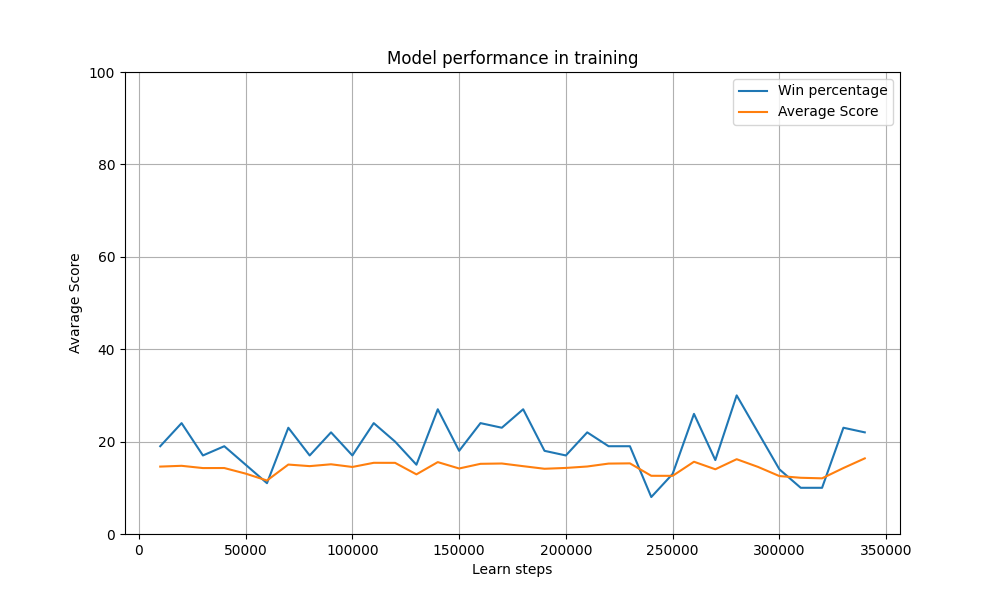 Model performance in training
Win percentage
Average Score
100
80
60
40
20
0
Avarage Score
0 50000 100000 150000 200000 250000 300000 350000
Learn steps